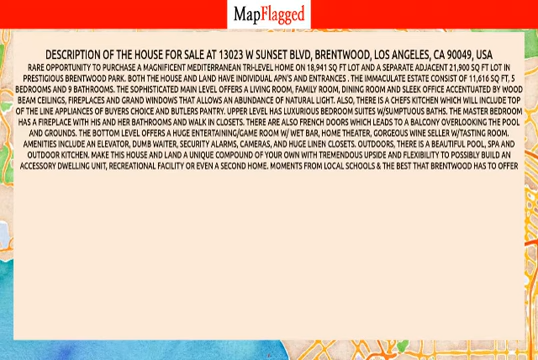 MapFlagged
DESCRIPTION OF THE HOUSE FOR SALE AT 13023 W SUNSET BLVD, BRENTWOOD, LOS ANGELES, CA 90049, USA
RARE OPPORTUNITY TO PURCHASE A MAGNIFICENT MEDITERRANEAN TRI-LEVEL HOME ON 18,941 SQ FT LOT AND A SEPARATE ADJACENT 21,900 SQ FT LOT IN
PRESTIGIOUS BRENTWOOD PARK. BOTH THE HOUSE AND LAND HAVE INDIVIDUAL APN'S AND ENTRANCES . THE IMMACULATE ESTATE CONSIST OF 11,616 SQ FT, 5
BEDROOMS AND 9 BATHROOMS. THE SOPHISTICATED MAIN LEVEL OFFERS A LIVING ROOM, FAMILY ROOM, DINING ROOM AND SLEEK OFFICE ACCENTUATED BY WOOD
BEAM CEILINGS, FIREPLACES AND GRAND WINDOWS THAT ALLOWS AN ABUNDANCE OF NATURAL LIGHT. ALSO, THERE IS A CHEFS KITCHEN WHICH WILL INCLUDE TOP
OF THE LINE APPLIANCES OF BUYERS CHOICE AND BUTLERS PANTRY. UPPER LEVEL HAS LUXURIOUS BEDROOM SUITES W/SUMPTUOUS BATHS. THE MASTER BEDROOM
HAS A FIREPLACE WITH HIS AND HER BATHROOMS AND WALK IN CLOSETS. THERE ARE ALSO FRENCH DOORS WHICH LEADS TO A BALCONY OVERLOOKING THE POOL
AND GROUNDS. THE BOTTOM LEVEL OFFERS A HUGE ENTERTAINING/GAME ROOM W/ WET BAR, HOME THEATER, GORGEOUS WINE SELLER W/TASTING ROOM.
AMENITIES INCLUDE AN ELEVATOR, DUMB WAITER, SECURITY ALARMS, CAMERAS, AND HUGE LINEN CLOSETS. OUTDOORS, THERE IS A BEAUTIFUL POOL, SPA AND
OUTDOOR KITCHEN. MAKE THIS HOUSE AND LAND A UNIQUE COMPOUND OF YOUR OWN WITH TREMENDOUS UPSIDE AND FLEXIBILITY TO POSSIBLY BUILD AN
ACCESSORY DWELLING UNIT, RECREATIONAL FACILITY OR EVEN A SECOND HOME. MOMENTS FROM LOCAL SCHOOLS & THE BEST THAT BRENTWOOD HAS TO OFFER